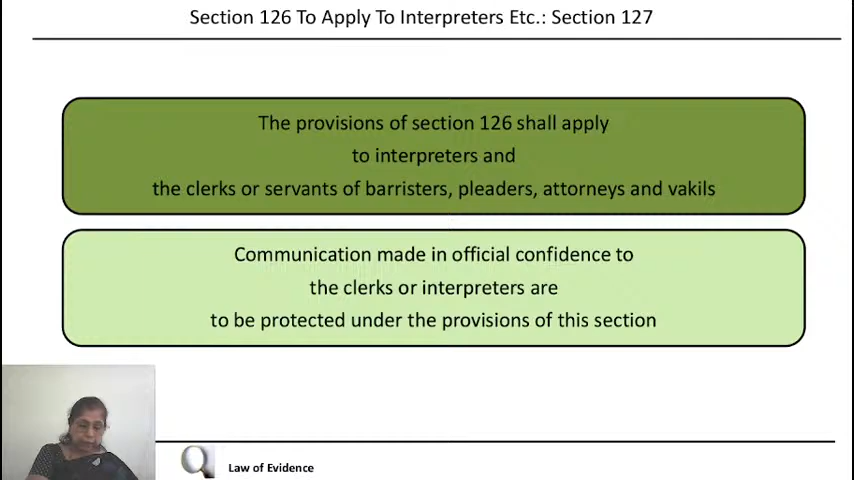 Section 126 To Apply To Interpreters Etc.: Section 127
The provisions of section 126 shall apply
to interpreters and
the clerks or servants of barristers, pleaders, attorneys and vakils
Communication made in official confidence to
the clerks or interpreters are
to be protected under the provisions of this section
Law of Evidence